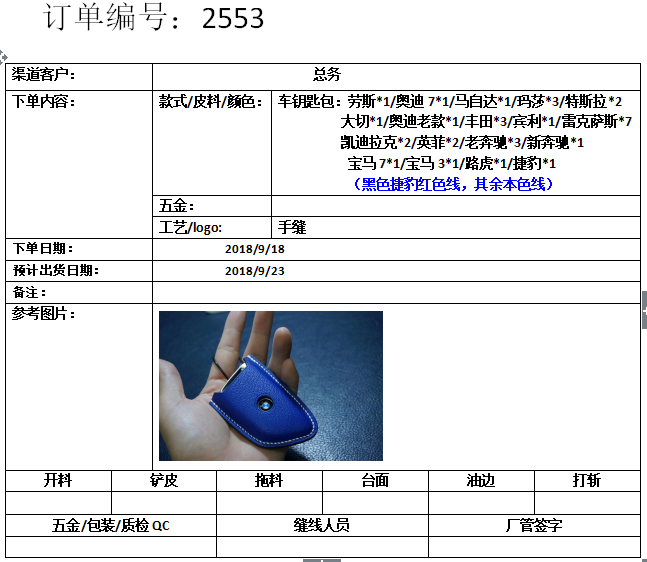 订单编号：2553
渠道客户：
总务
下单内容：
款式/皮料/颜色：
车钥匙包：劳斯*1/奥迪7*1/马自达*1/玛莎*3/特斯拉*2
大切*1/奥迪老款*1/丰田*3/宾利*1/雷克萨斯*7
凯迪拉克*2/英菲*2/老奔驰*3/新奔驰*1
宝马7*1/宝马3*1/路虎*1/捷豹*1
（黑色捷豹红色线，其余本色线）
五金：
工艺/logo:
手缝
下单日期：
2018/9/18
预计出货日期：
2018/9/23
备注：
参考图片：
开料
铲皮
拖料
台面
油边
打斩
五金/包装/质检QC
缝线人员
厂管签字